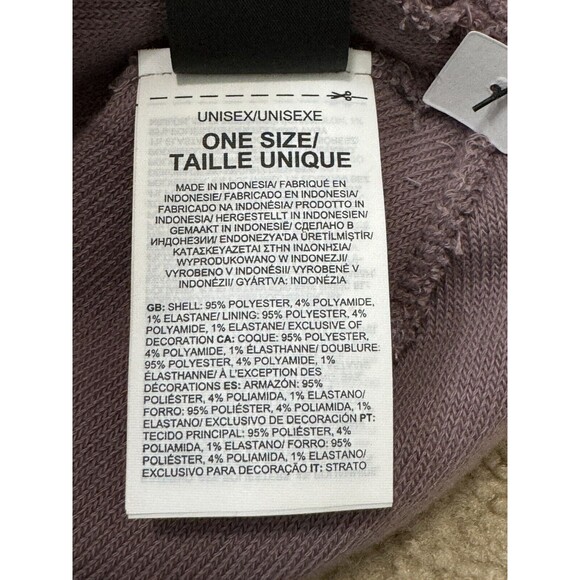 UNISEX/UNISEXE
ONE SIZE/
TAILLE UNIQUE
MADE IN INDONESIA/ FABRIQUÉ EN
INDONESIE/ FABRICADO EN INDONESIA/
FABRICADO NA INDONÉSIA/ PRODOTTO IN
INDONESIA/ HERGESTELLT IN INDONESIEN/
GEMAAKT IN INDONESIË/ СДЕЛАНО В
ИНДОНЕЗИИ/ ENDONEZYA'DA ÜRETİLMİŞTİR/
ΚΑΤΑΣΚΕΥΑΖΕΤΑΙ ΣΤΗΝ ΙΝΔΟΝΗΣΙΑ/
WYPRODUKOWANO W INDONEZJI/
VYROBENO V INDONÉSII/ VYROBENÉ V
INDONÉZII/ GYÁRTVA: INDONÉZIA
GB: SHELL: 95% POLYESTER, 4% POLYAMIDE,
1% ELASTANE/ LINING: 95% POLYESTER, 4%
POLYAMIDE, 1% ELASTANE/ EXCLUSIVE OF
DECORATION CA: COQUE: 95% POLYESTER,
4% POLYAMIDE, 1% ÉLASTHANNE/ DOUBLURE:
95% POLYESTER, 4% POLYAMIDE, 1%
ÉLASTHANNE/ À L'EXCEPTION DES
DÉCORATIONS ES: ARMAZÓN: 95%
POLIÉSTER, 4% POLIAMIDA, 1% ELASTANO/
FORRO: 95% POLIÉSTER, 4% POLIAMIDA, 1%
ELASTANO/ EXCLUSIVO DE DECORACIÓN PT:
TECIDO PRINCIPAL: 95% POLIÉSTER, 4%
POLIAMIDA, 1% ELASTANO/ FORRO: 95%
POLIÉSTER, 4% POLIAMIDA, 1% ELASTANO/
EXCLUSIVO PARA DECORAÇÃO IT: STRATO